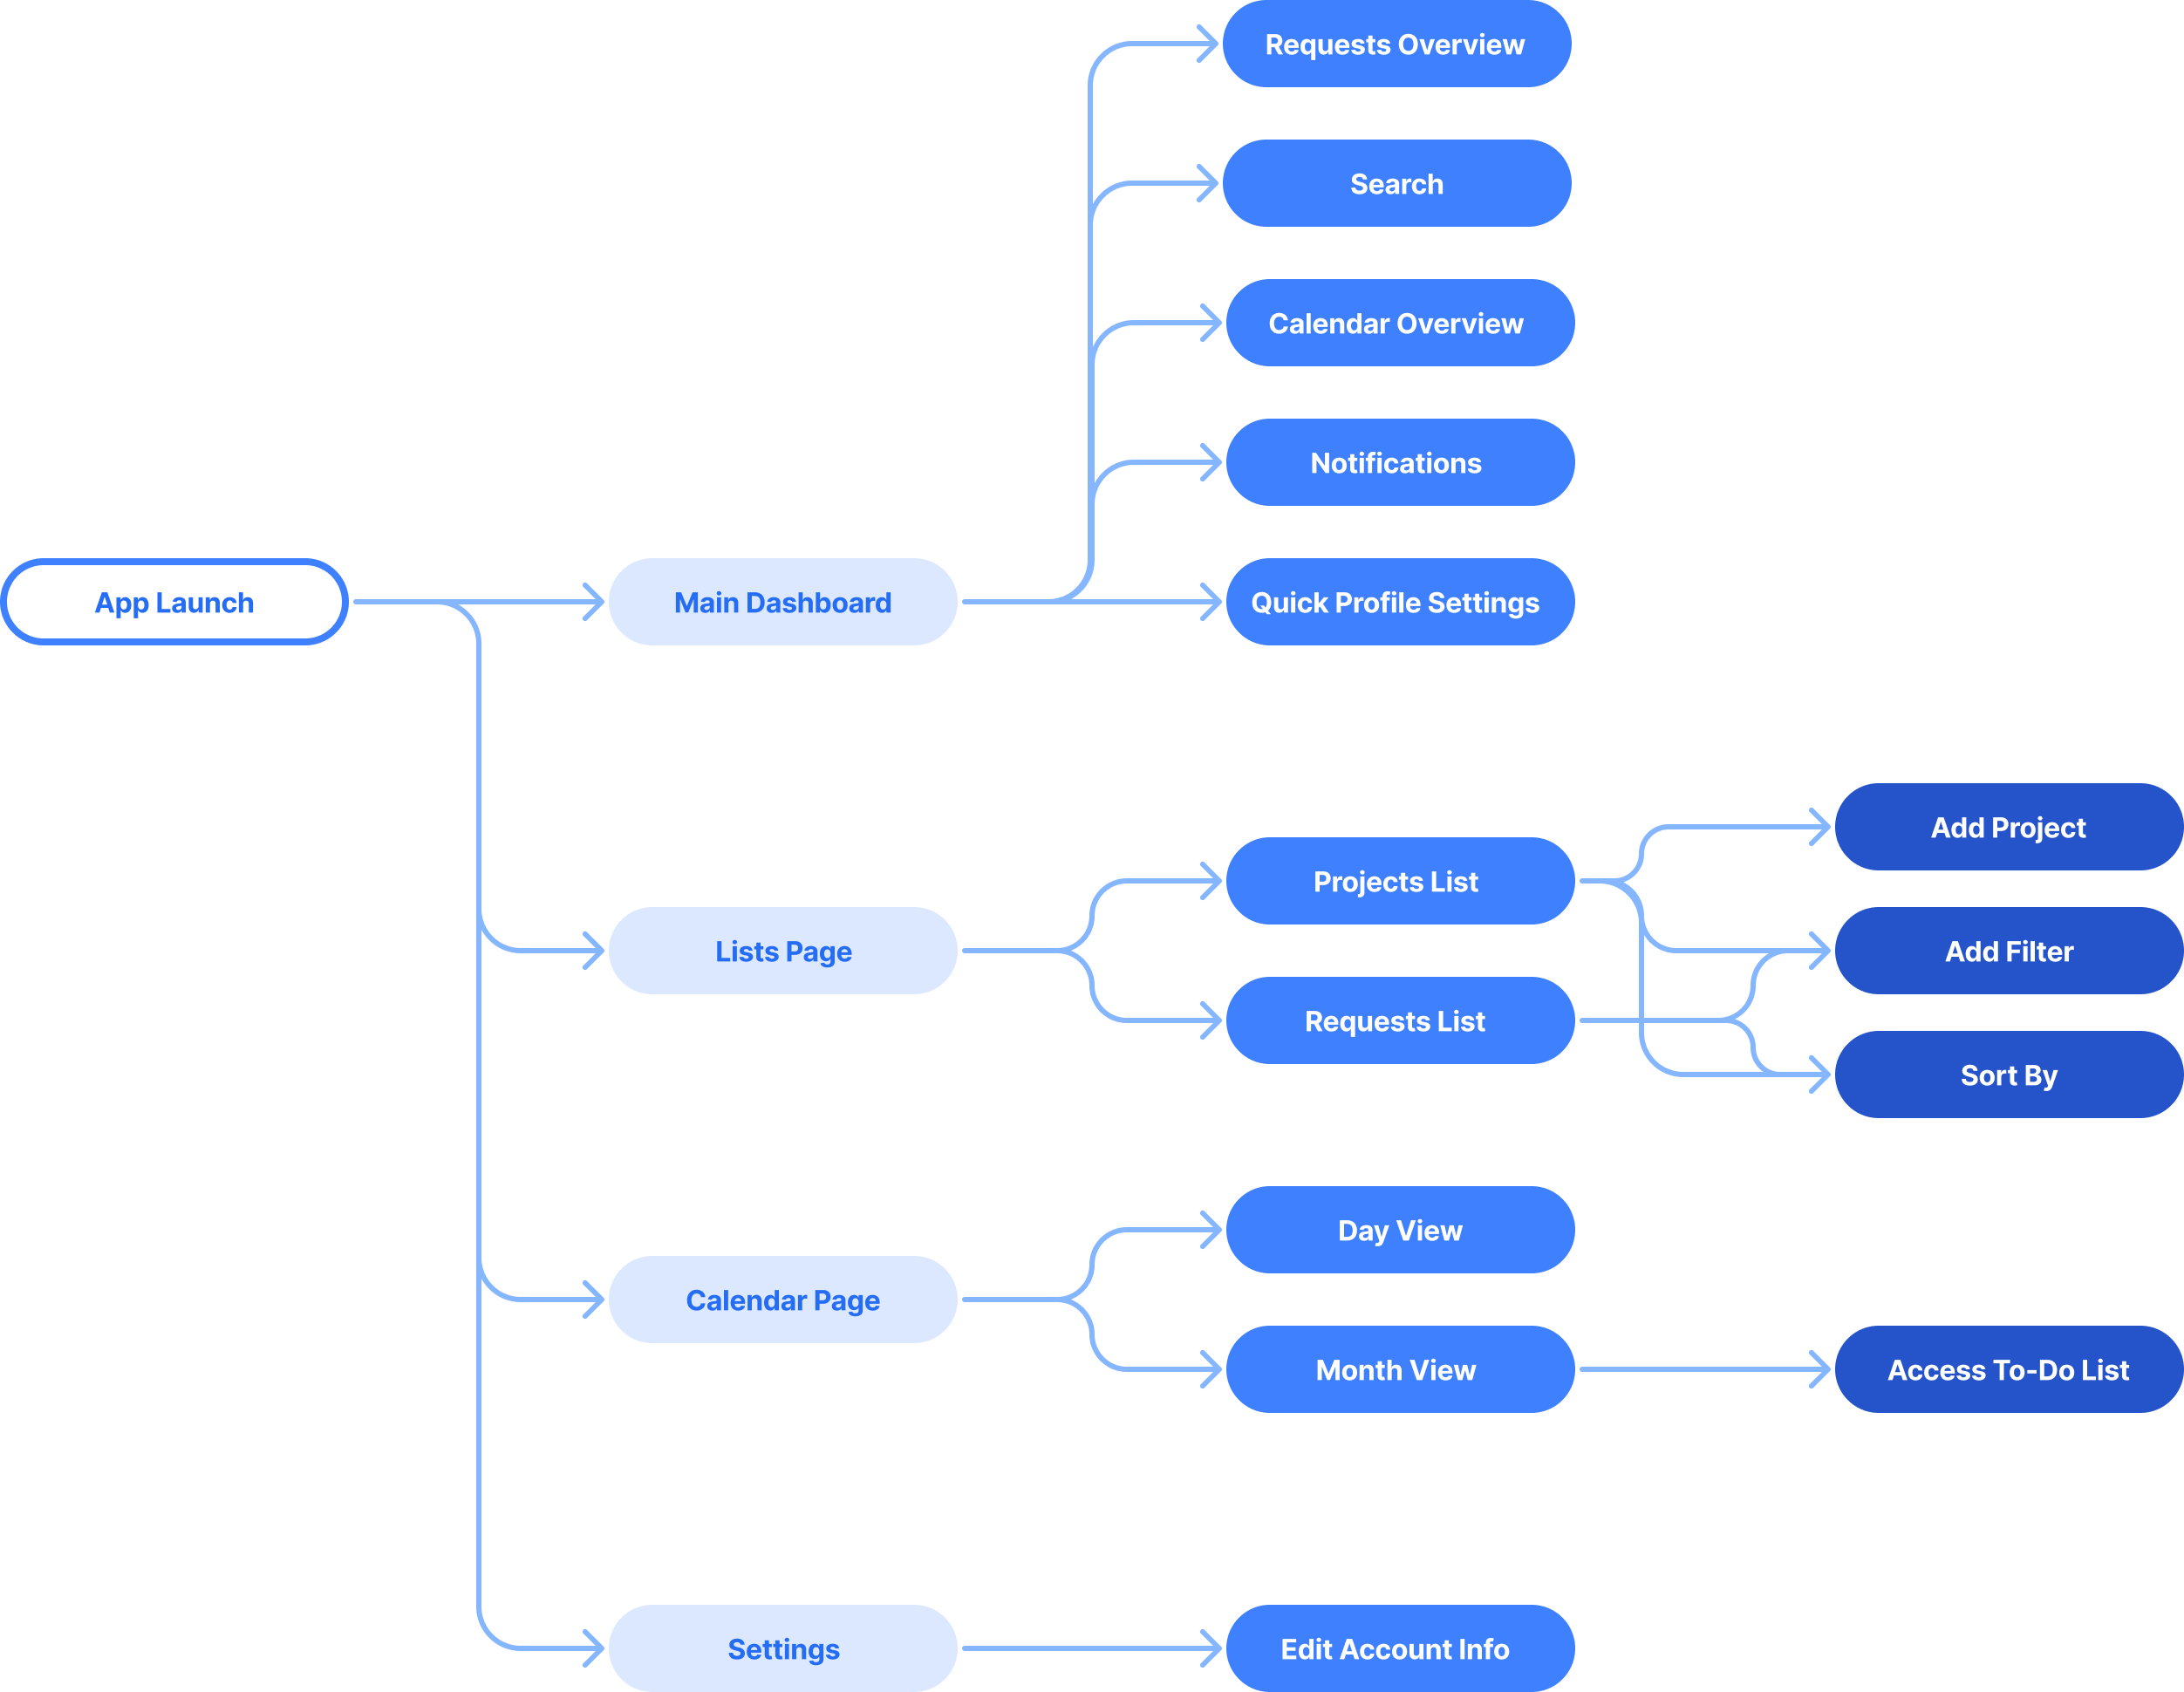 App Launch
Main Dashboard
Requests Overview
Search
Calendar Overview
Notifications
Quick Profile Settings
Lists Page
Projects List
Requests List
Add Project
Add Filter
Sort By
Calendar Page
Day View
Month View
Access To-Do List
Settings
Edit Account Info